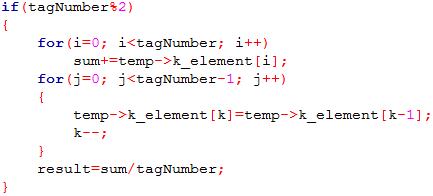 if(tagNumber%2)
{
    for(i=0; i<tagNumber; i++)
        sum+=temp->k_element[i];
    for(j=0; j<tagNumber-1; j++)
    {
        temp->k_element[k]=temp->k_element[k-1];
        k--;
    }
    result=sum/tagNumber;
}